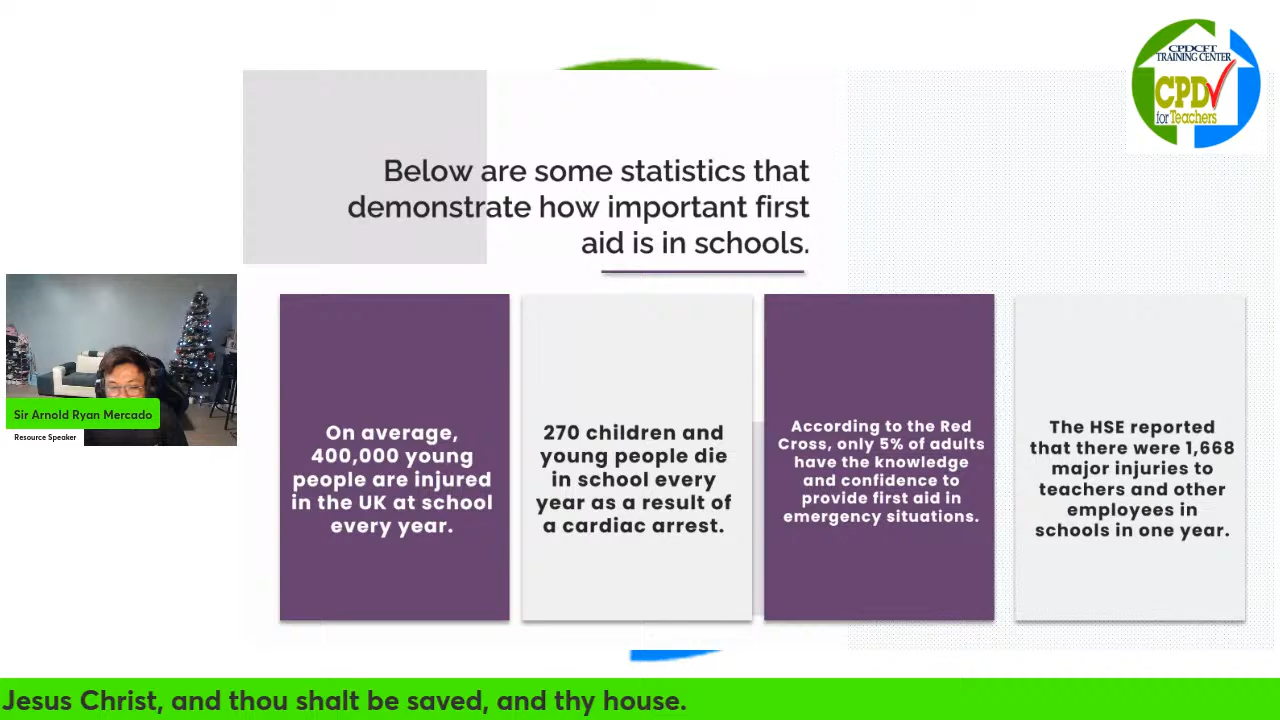 CPDCFT
TRAINING CENTER
CPD
for Teachers
Below are some statistics that
demonstrate how important first
aid is in schools.
Sir Arnold Ryan Mercado
Resource Speaker
On average,
400,000 young
people are injured
in the UK at school
every year.
270 children and
young people die
in school every
year as a result of
a cardiac arrest.
According to the Red
Cross, only 5% of adults
have the knowledge
and confidence to
provide first aid in
emergency situations.
The HSE reported
that there were 1,668
major injuries to
teachers and other
employees in
schools in one year.
Jesus Christ, and thou shalt be saved, and thy house.